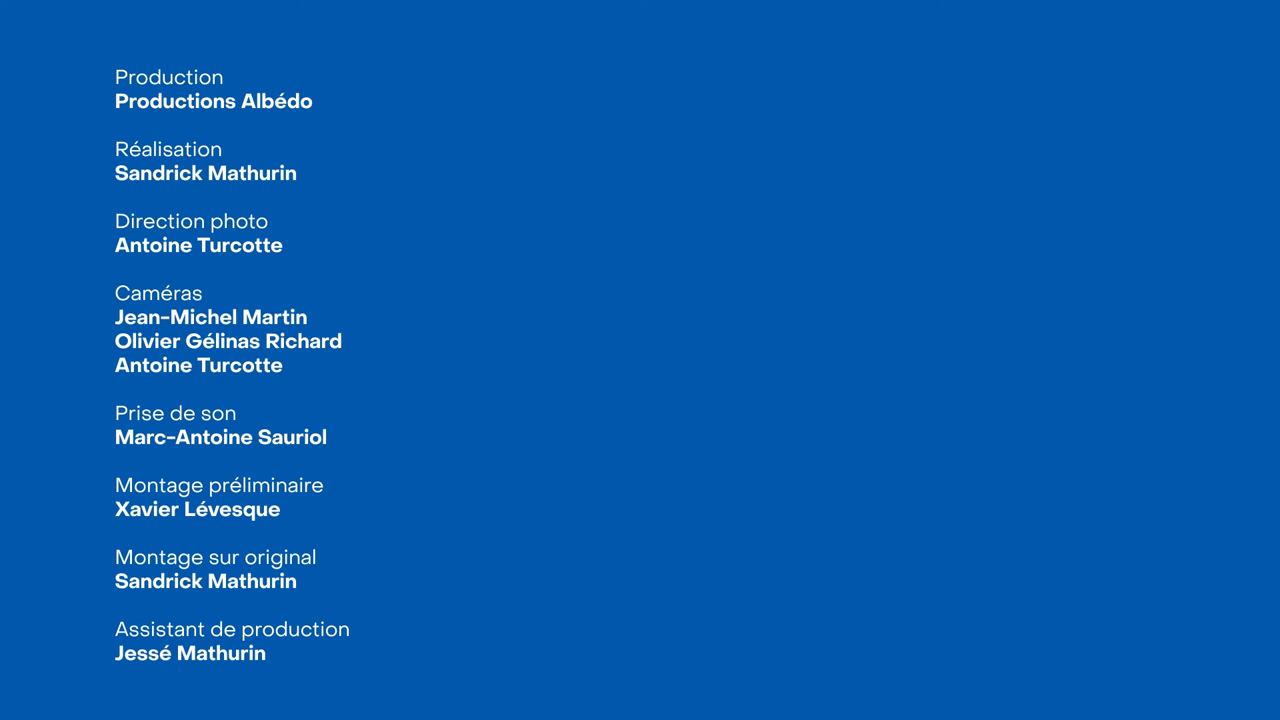 Production
Productions Albédo
Réalisation
Sandrick Mathurin
Direction photo
Antoine Turcotte
Caméras
Jean-Michel Martin
Olivier Gélinas Richard
Antoine Turcotte
Prise de son
Marc-Antoine Sauriol
Montage préliminaire
Xavier Lévesque
Montage sur original
Sandrick Mathurin
Assistant de production
Jessé Mathurin